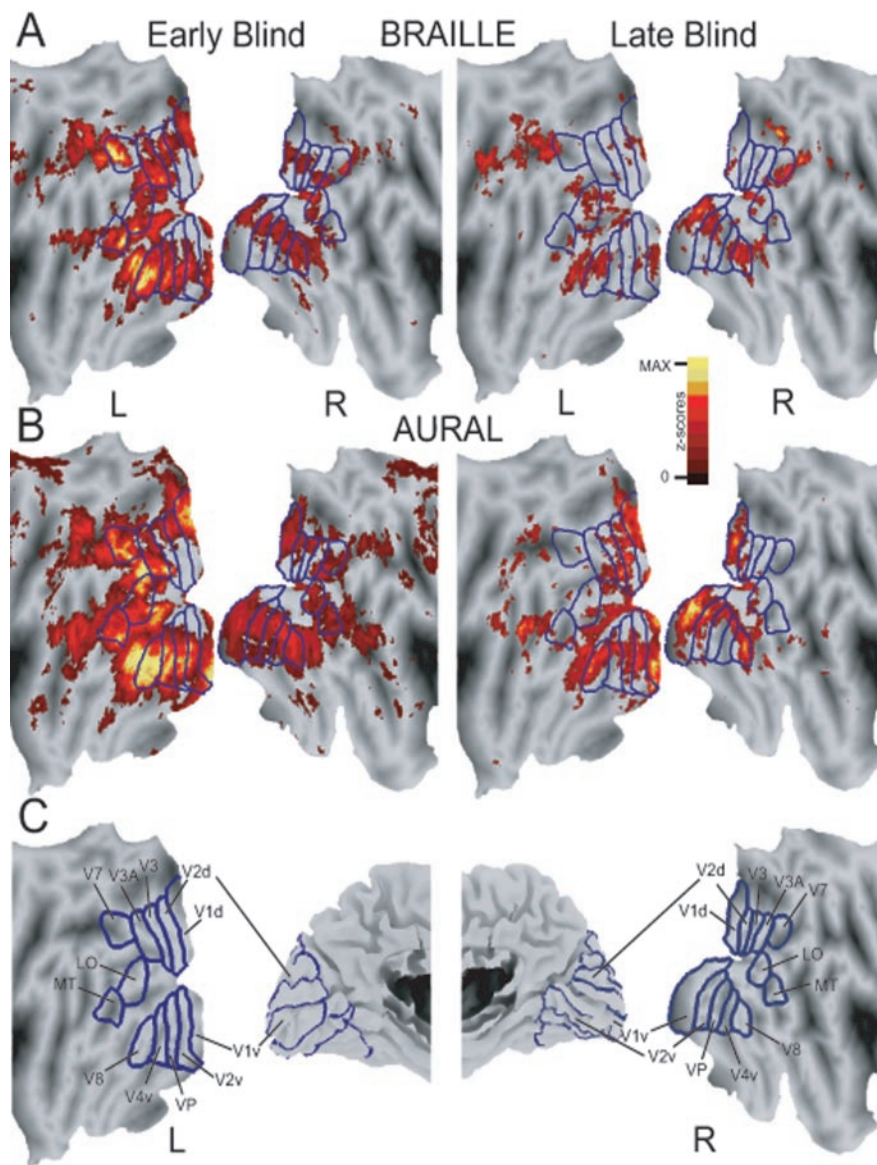 A Early Blind BRAILLE Late Blind
MAX
z-scores
0
L R L R
B AURAL
C
V7 V3A V3 V2d V1d
LO
MT
V8 V4v VP V2v V1v
L
V2d V3 V3A V7
V1d
LO
MT
V1v V2v VP V4v V8
R